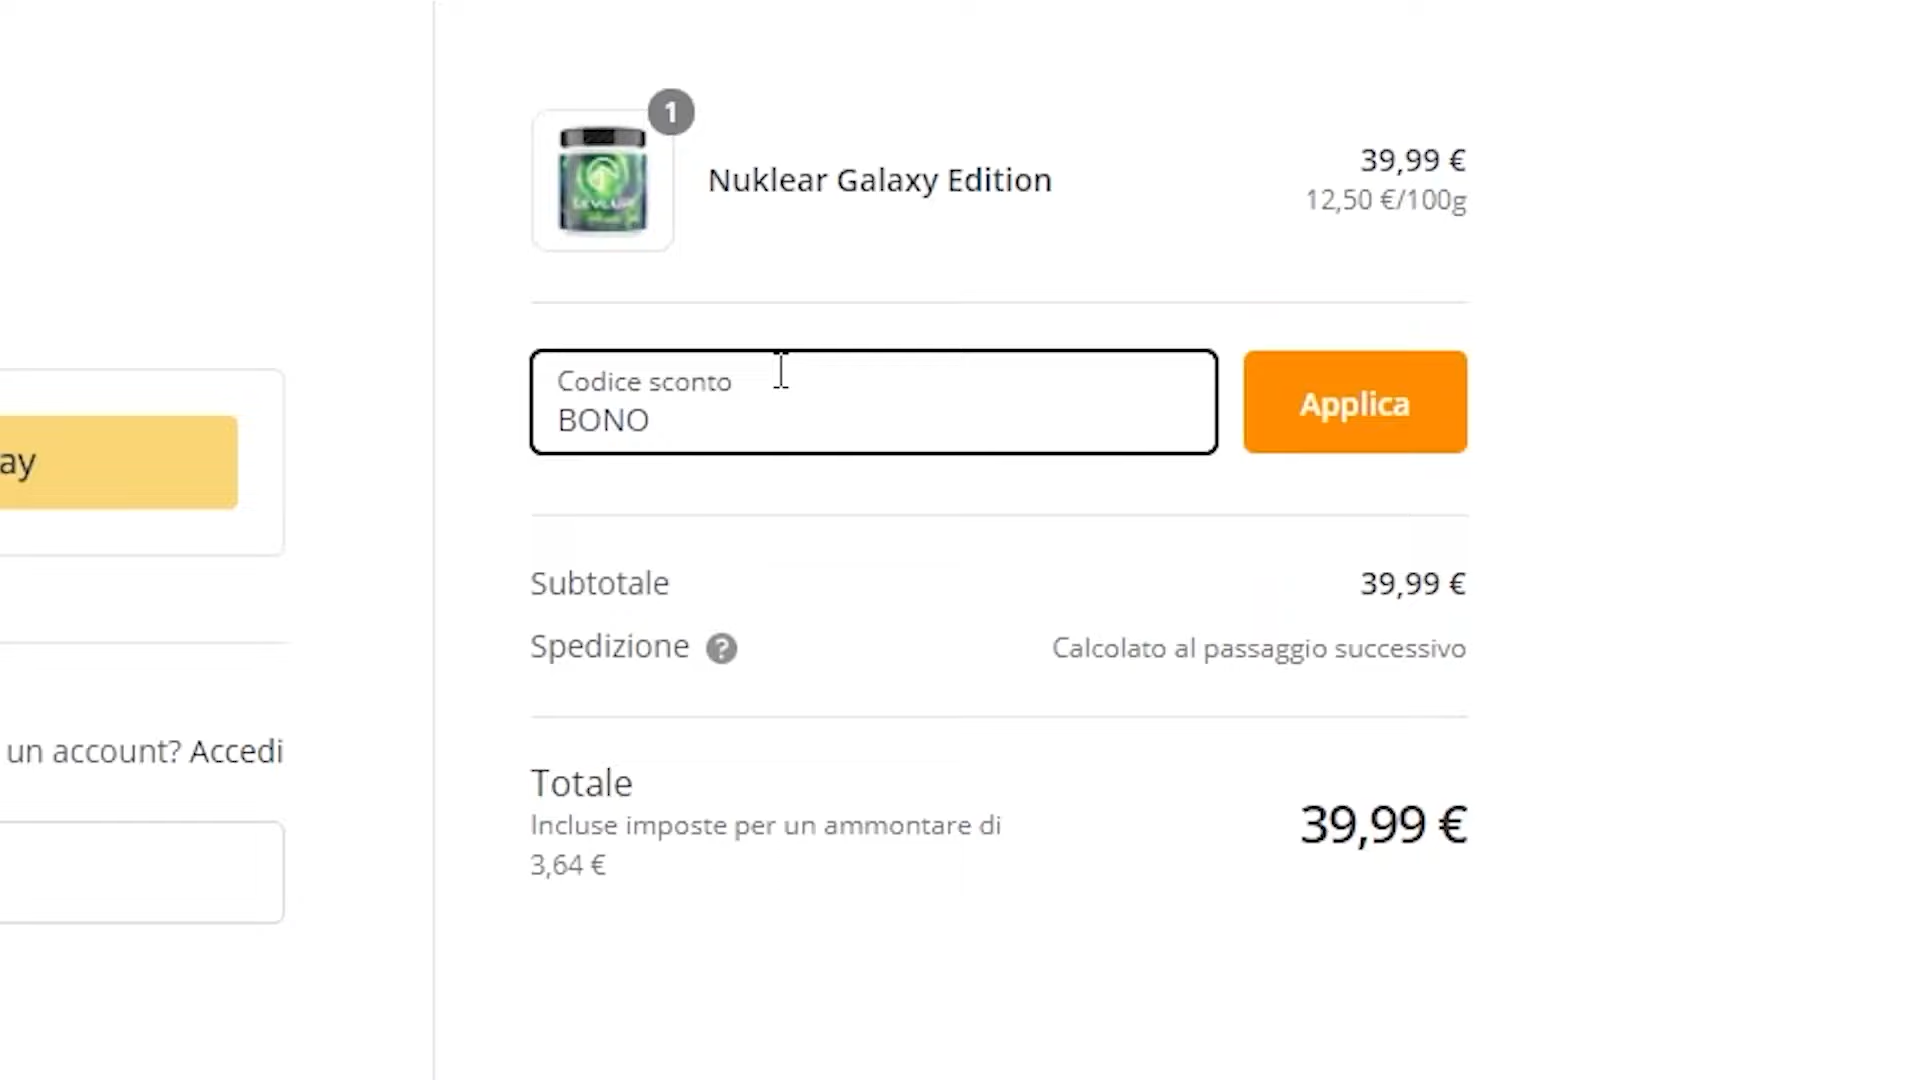 1
Nuklear Galaxy Edition
39,99 €
12,50 €/100g
Codice sconto
BONO
Applica
ay
Subtotale
39,99 €
Spedizione ?
Calcolato al passaggio successivo
un account? Accedi
Totale
Incluse imposte per un ammontare di
3,64 €
39,99 €